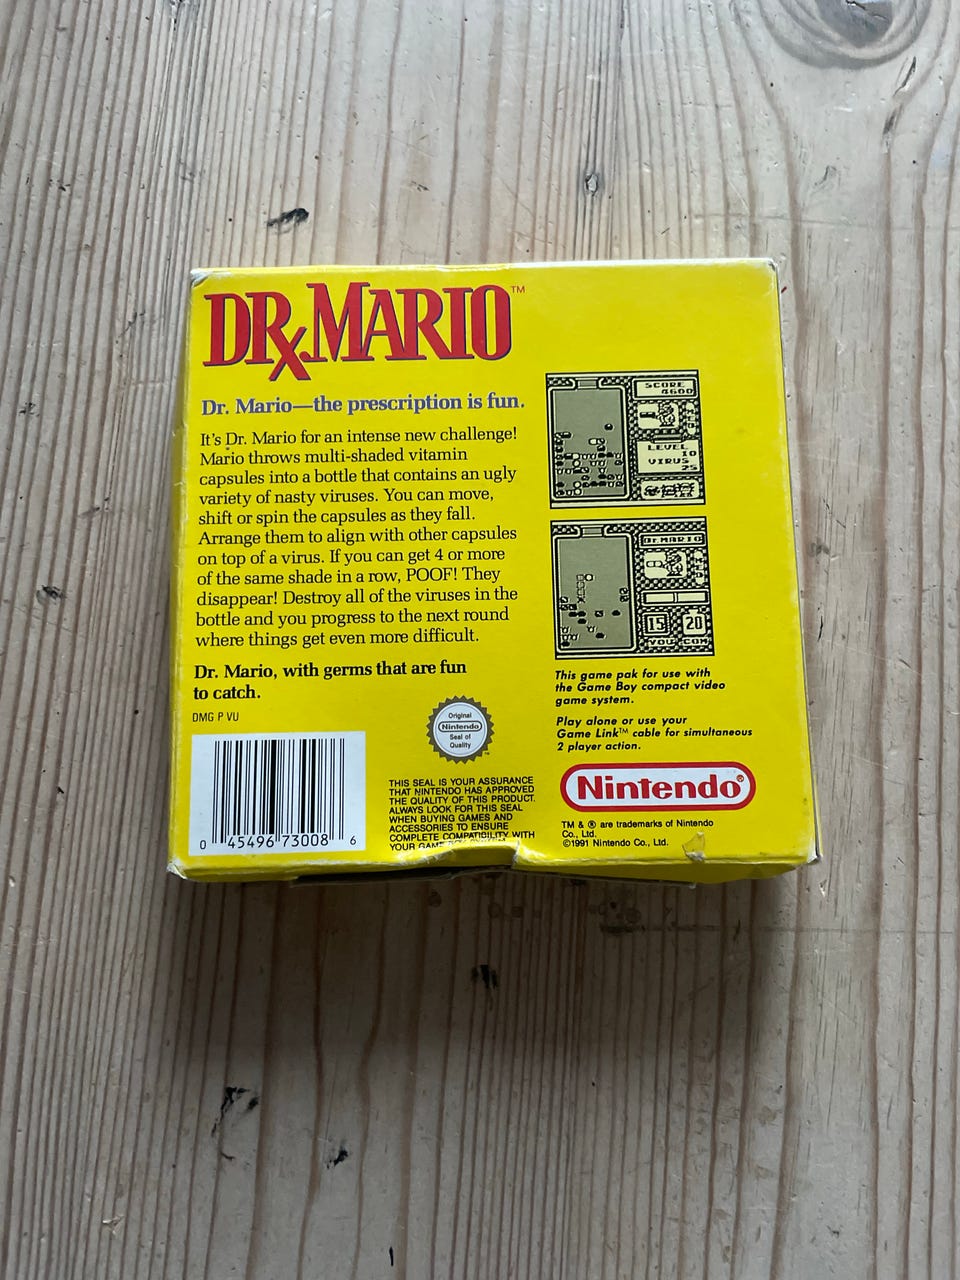 DRx.MARIO™
Dr. Mario—the prescription is fun.
It's Dr. Mario for an intense new challenge!
Mario throws multi-shaded vitamin
capsules into a bottle that contains an ugly
variety of nasty viruses. You can move,
shift or spin the capsules as they fall.
Arrange them to align with other capsules
on top of a virus. If you can get 4 or more
of the same shade in a row, POOF! They
disappear! Destroy all of the viruses in the
bottle and you progress to the next round
where things get even more difficult.
Dr. Mario, with germs that are fun
to catch.
DMG P VU
0 45496 73008 6
Original
Nintendo
Seal of
Quality
THIS SEAL IS YOUR ASSURANCE
THAT NINTENDO HAS APPROVED
THE QUALITY OF THIS PRODUCT.
ALWAYS LOOK FOR THIS SEAL
WHEN BUYING GAMES AND
ACCESSORIES TO ENSURE
COMPLETE COMPATIBILITY WITH
YOUR GAME BOY SYSTEM.
SCORE
LEVEL
10
VIRUS
25
Dr.MARIO
15 20
YOU COM
This game pak for use with
the Game Boy compact video
game system.
Play alone or use your
Game Link™ cable for simultaneous
2 player action.
Nintendo®
TM & ® are trademarks of Nintendo
Co., Ltd.
©1991 Nintendo Co., Ltd.